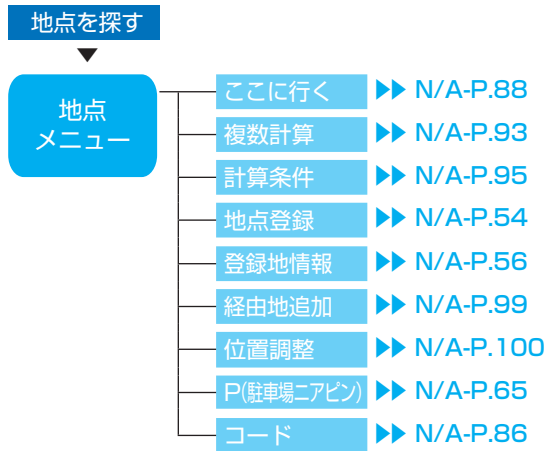 地点を探す
▼
地点
メニュー
ここに行く ▶▶ N/A-P.88
複数計算 ▶▶ N/A-P.93
計算条件 ▶▶ N/A-P.95
地点登録 ▶▶ N/A-P.54
登録地情報 ▶▶ N/A-P.56
経由地追加 ▶▶ N/A-P.99
位置調整 ▶▶ N/A-P.100
P(駐車場ニアピン) ▶▶ N/A-P.65
コード ▶▶ N/A-P.86